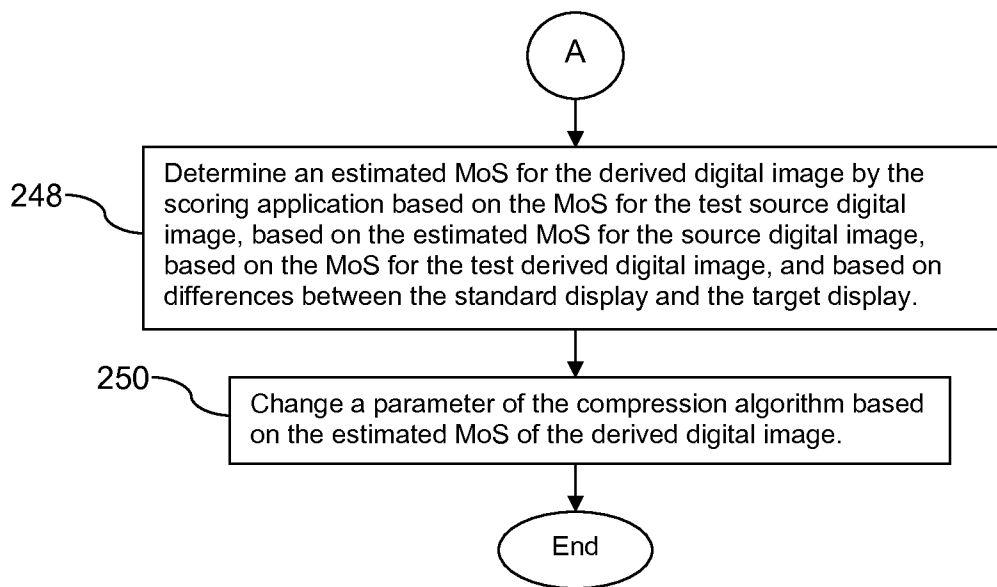 A
248
Determine an estimated MoS for the derived digital image by the
scoring application based on the MoS for the test source digital
image, based on the estimated MoS for the source digital image,
based on the MoS for the test derived digital image, and based on
differences between the standard display and the target display.
250
Change a parameter of the compression algorithm based
on the estimated MoS of the derived digital image.
End